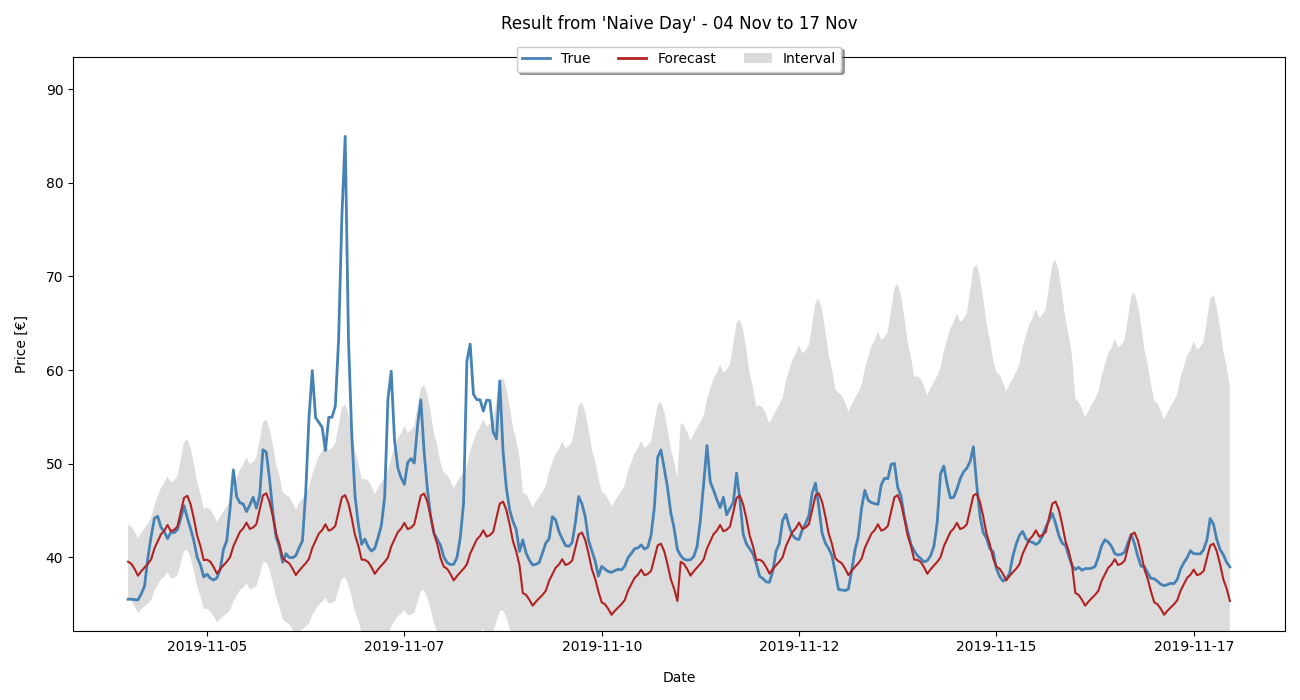 Result from 'Naive Day' - 04 Nov to 17 Nov
True Forecast Interval
90
80
70
60
50
40
Price [€]
2019-11-05 2019-11-07 2019-11-10 2019-11-12 2019-11-15 2019-11-17
Date